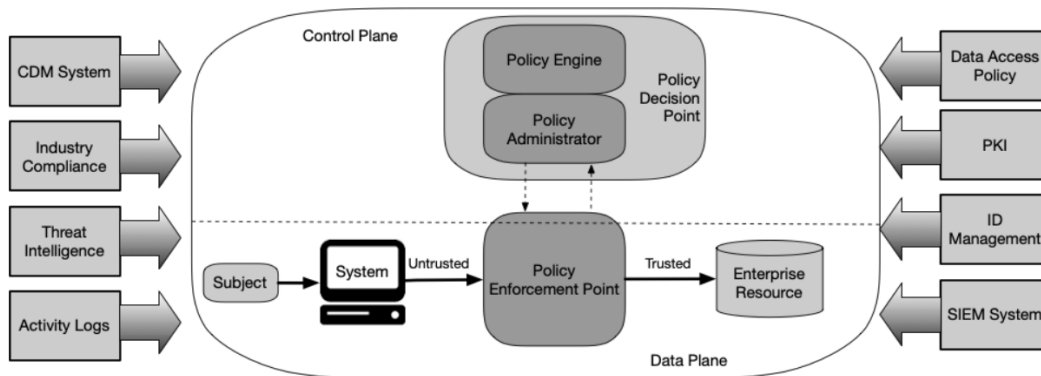 Control Plane
CDM System
Industry
Compliance
Threat
Intelligence
Activity Logs
Policy Engine
Policy
Administrator
Policy
Decision
Point
Data Access
Policy
PKI
ID
Management
SIEM System
Subject
System
Untrusted
Policy
Enforcement Point
Trusted
Enterprise
Resource
Data Plane